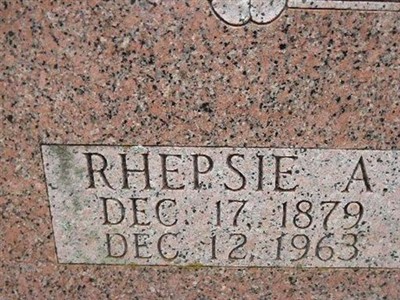 RHEPSIE A
DEC. 17, 1879
DEC. 12, 1963